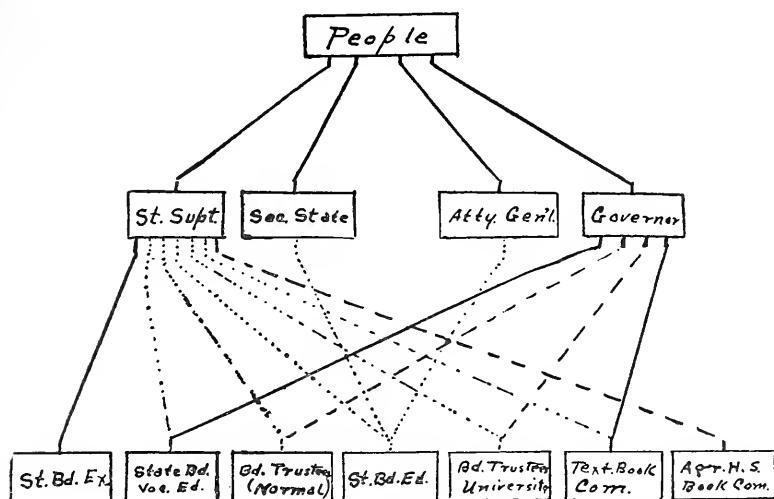 People
St. Supt.
Sec. State
Atty. Gen'l.
Governor
St. Bd. Ex.
State Bd.
Voc. Ed.
Bd. Trustees
(Normal)
St. Bd. Ed.
Bd. Trustees
University
Text. Book
Com.
Agr. H. S.
Book Com.